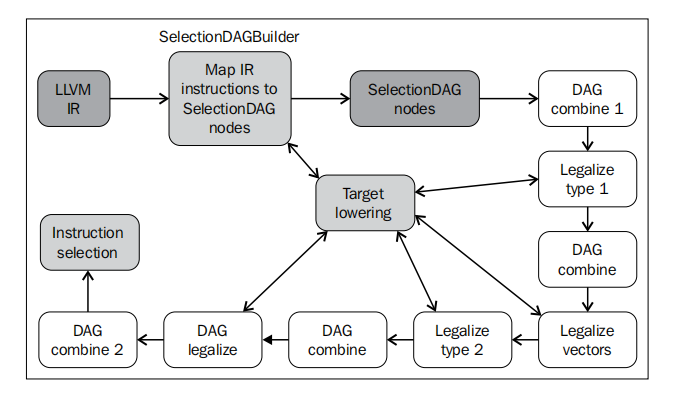 SelectionDAGBuilder
LLVM
IR
Map IR
instructions to
SelectionDAG
nodes
SelectionDAG
nodes
DAG
combine 1
Legalize
type 1
Target
lowering
Instruction
selection
DAG
combine
DAG
combine 2
DAG
legalize
DAG
combine
Legalize
type 2
Legalize
vectors